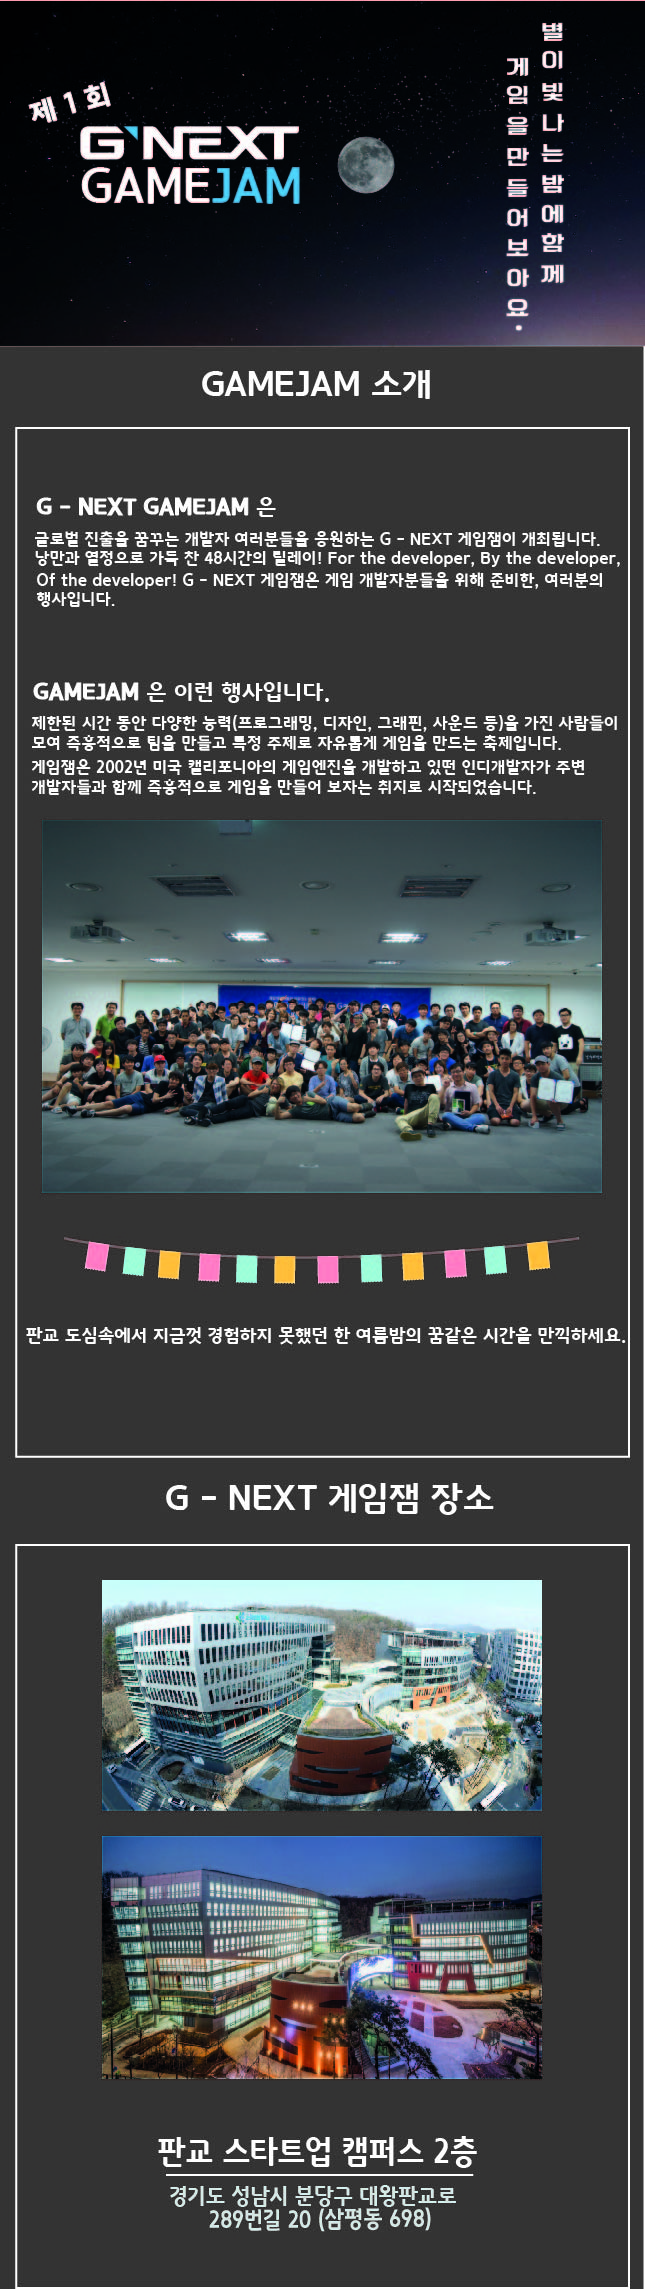 제 1 회
G'NEXT
GAMEJAM
별이빛나는밤에함께
게임을만들어보아요.
GAMEJAM 소개
G - NEXT GAMEJAM 은
글로벌 진출을 꿈꾸는 개발자 여러분들을 응원하는 G - NEXT 게임잼이 개최됩니다.
낭만과 열정으로 가득 찬 48시간의 릴레이! For the developer, By the developer,
Of the developer! G - NEXT 게임잼은 게임 개발자분들을 위해 준비한, 여러분의
행사입니다.
GAMEJAM 은 이런 행사입니다.
제한된 시간 동안 다양한 능력(프로그래밍, 디자인, 그래픽, 사운드 등)을 가진 사람들이
모여 즉흥적으로 팀을 만들고 특정 주제로 자유롭게 게임을 만드는 축제입니다.
게임잼은 2002년 미국 캘리포니아의 게임엔진을 개발하고 있떤 인디개발자가 주변
개발자들과 함께 즉흥적으로 게임을 만들어 보자는 취지로 시작되었습니다.
판교 도심속에서 지금껏 경험하지 못했던 한 여름밤의 꿈같은 시간을 만끽하세요.
G - NEXT 게임잼 장소
판교 스타트업 캠퍼스 2층
경기도 성남시 분당구 대왕판교로
289번길 20 (삼평동 698)